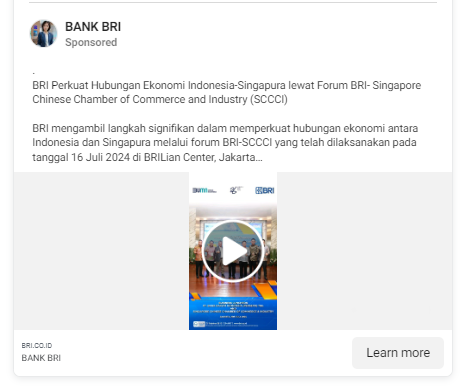 BANK BRI
Sponsored
.
BRI Perkuat Hubungan Ekonomi Indonesia-Singapura lewat Forum BRI- Singapore
Chinese Chamber of Commerce and Industry (SCCCI)
BRI mengambil langkah signifikan dalam memperkuat hubungan ekonomi antara
Indonesia dan Singapura melalui forum BRI-SCCCI yang telah dilaksanakan pada
tanggal 16 Juli 2024 di BRILian Center, Jakarta...
BRI
BRI.CO.ID
BANK BRI
Learn more